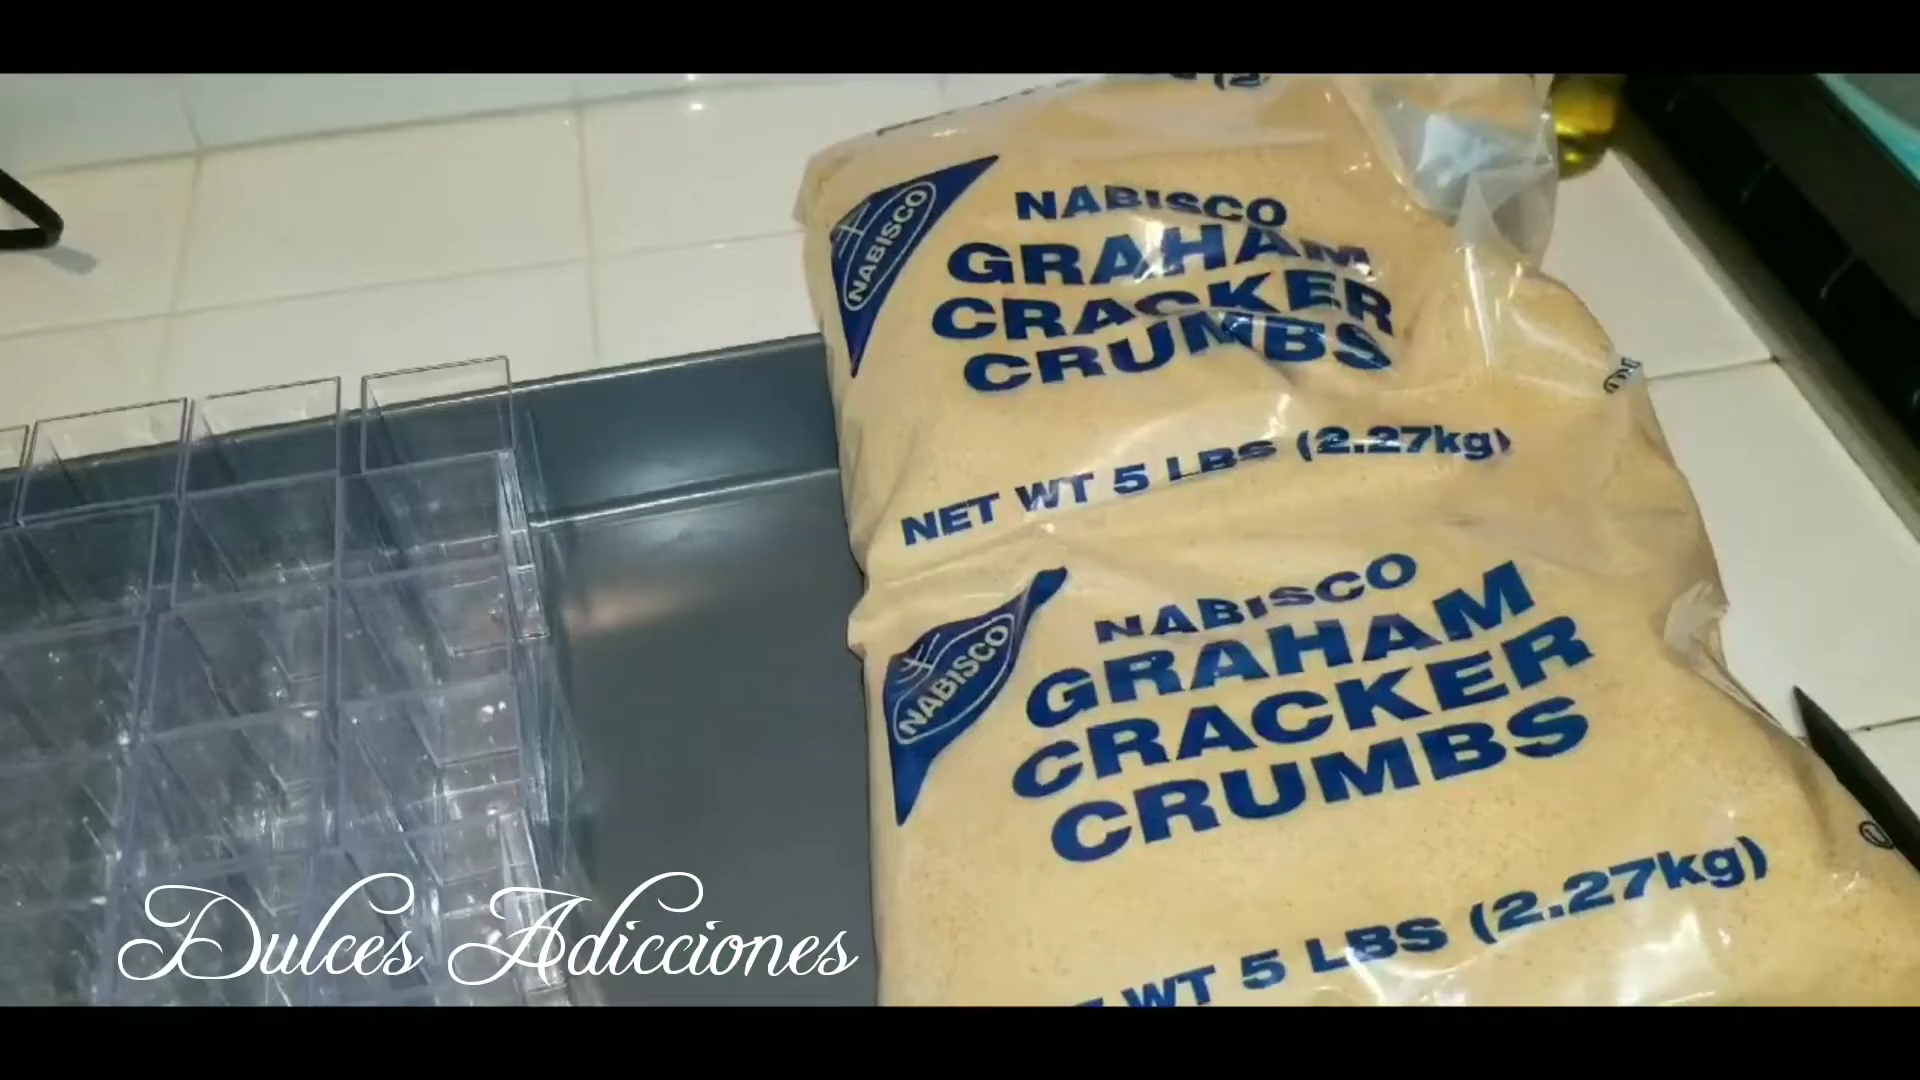 NABISCO
NABISCO
GRAHAM
CRACKER
CRUMBS
NET WT 5 LBS (2.27kg)
NABISCO
NABISCO
GRAHAM
CRACKER
CRUMBS
WT 5 LBS (2.27kg)
Dulces Adicciones